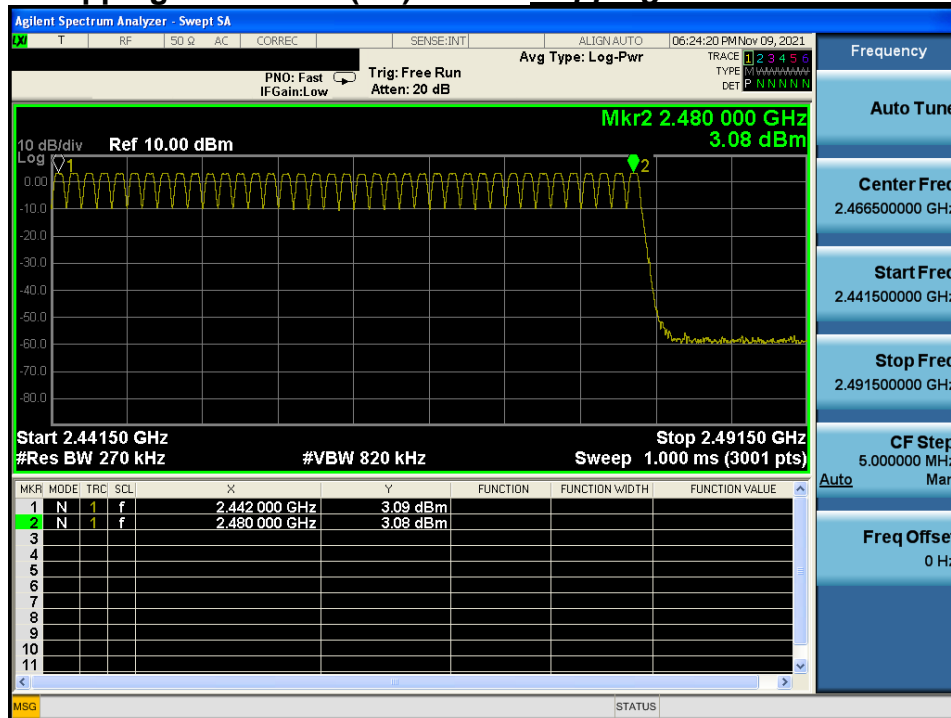 Agilent Spectrum Analyzer - Swept SA
LXI T RF 50 Ω AC CORREC SENSE:INT ALIGN AUTO 06:24:20 PM Nov 09, 2021
PNO: Fast
IFGain:Low
Trig: Free Run
Atten: 20 dB
Avg Type: Log-Pwr
TRACE 1 2 3 4 5 6
TYPE M W W W W W
DET P N N N N N
Mkr2 2.480 000 GHz
3.08 dBm
10 dB/div Ref 10.00 dBm
Log
1
2
0.00
-10.0
-20.0
-30.0
-40.0
-50.0
-60.0
-70.0
-80.0
Start 2.44150 GHz Stop 2.49150 GHz
#Res BW 270 kHz #VBW 820 kHz Sweep 1.000 ms (3001 pts)
MKR MODE TRC SCL X Y FUNCTION FUNCTION WIDTH FUNCTION VALUE
1 N 1 f 2.442 000 GHz 3.09 dBm
2 N 1 f 2.480 000 GHz 3.08 dBm
3
4
5
6
7
8
9
10
11
MSG STATUS
Frequency
Auto Tune
Center Freq
2.466500000 GHz
Start Freq
2.441500000 GHz
Stop Freq
2.491500000 GHz
CF Step
5.000000 MHz
Auto Man
Freq Offset
0 Hz